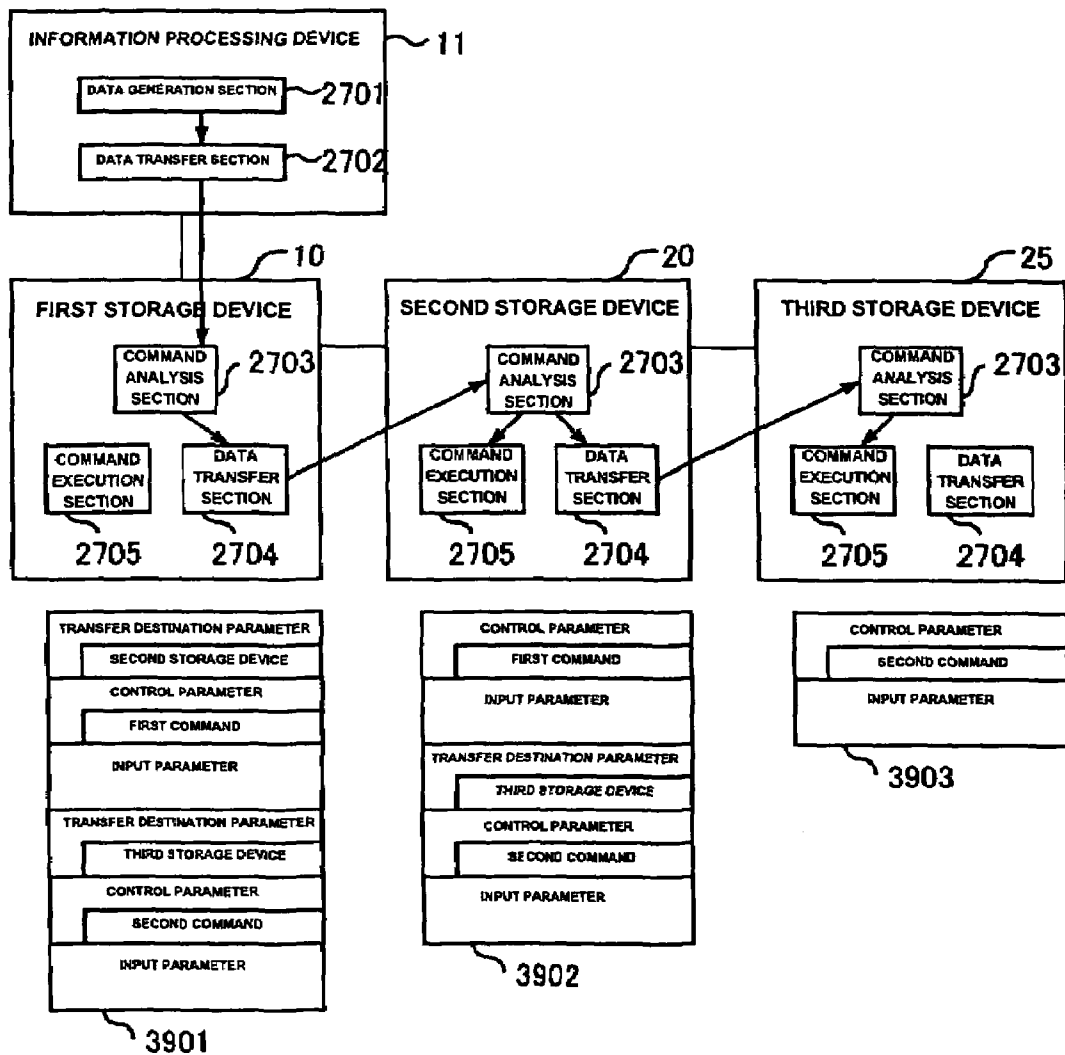 INFORMATION PROCESSING DEVICE
11
DATA GENERATION SECTION
2701
DATA TRANSFER SECTION
2702
10
20
25
FIRST STORAGE DEVICE
SECOND STORAGE DEVICE
THIRD STORAGE DEVICE
COMMAND
ANALYSIS
SECTION
2703
COMMAND
ANALYSIS
SECTION
2703
COMMAND
ANALYSIS
SECTION
2703
COMMAND
EXECUTION
SECTION
DATA
TRANSFER
SECTION
COMMAND
EXECUTION
SECTION
DATA
TRANSFER
SECTION
COMMAND
EXECUTION
SECTION
DATA
TRANSFER
SECTION
2705
2704
2705
2704
2705
2704
TRANSFER DESTINATION PARAMETER
SECOND STORAGE DEVICE
CONTROL PARAMETER
FIRST COMMAND
INPUT PARAMETER
TRANSFER DESTINATION PARAMETER
THIRD STORAGE DEVICE
CONTROL PARAMETER
SECOND COMMAND
INPUT PARAMETER
3901
CONTROL PARAMETER
FIRST COMMAND
INPUT PARAMETER
TRANSFER DESTINATION PARAMETER
THIRD STORAGE DEVICE
CONTROL PARAMETER
SECOND COMMAND
INPUT PARAMETER
3902
CONTROL PARAMETER
SECOND COMMAND
INPUT PARAMETER
3903